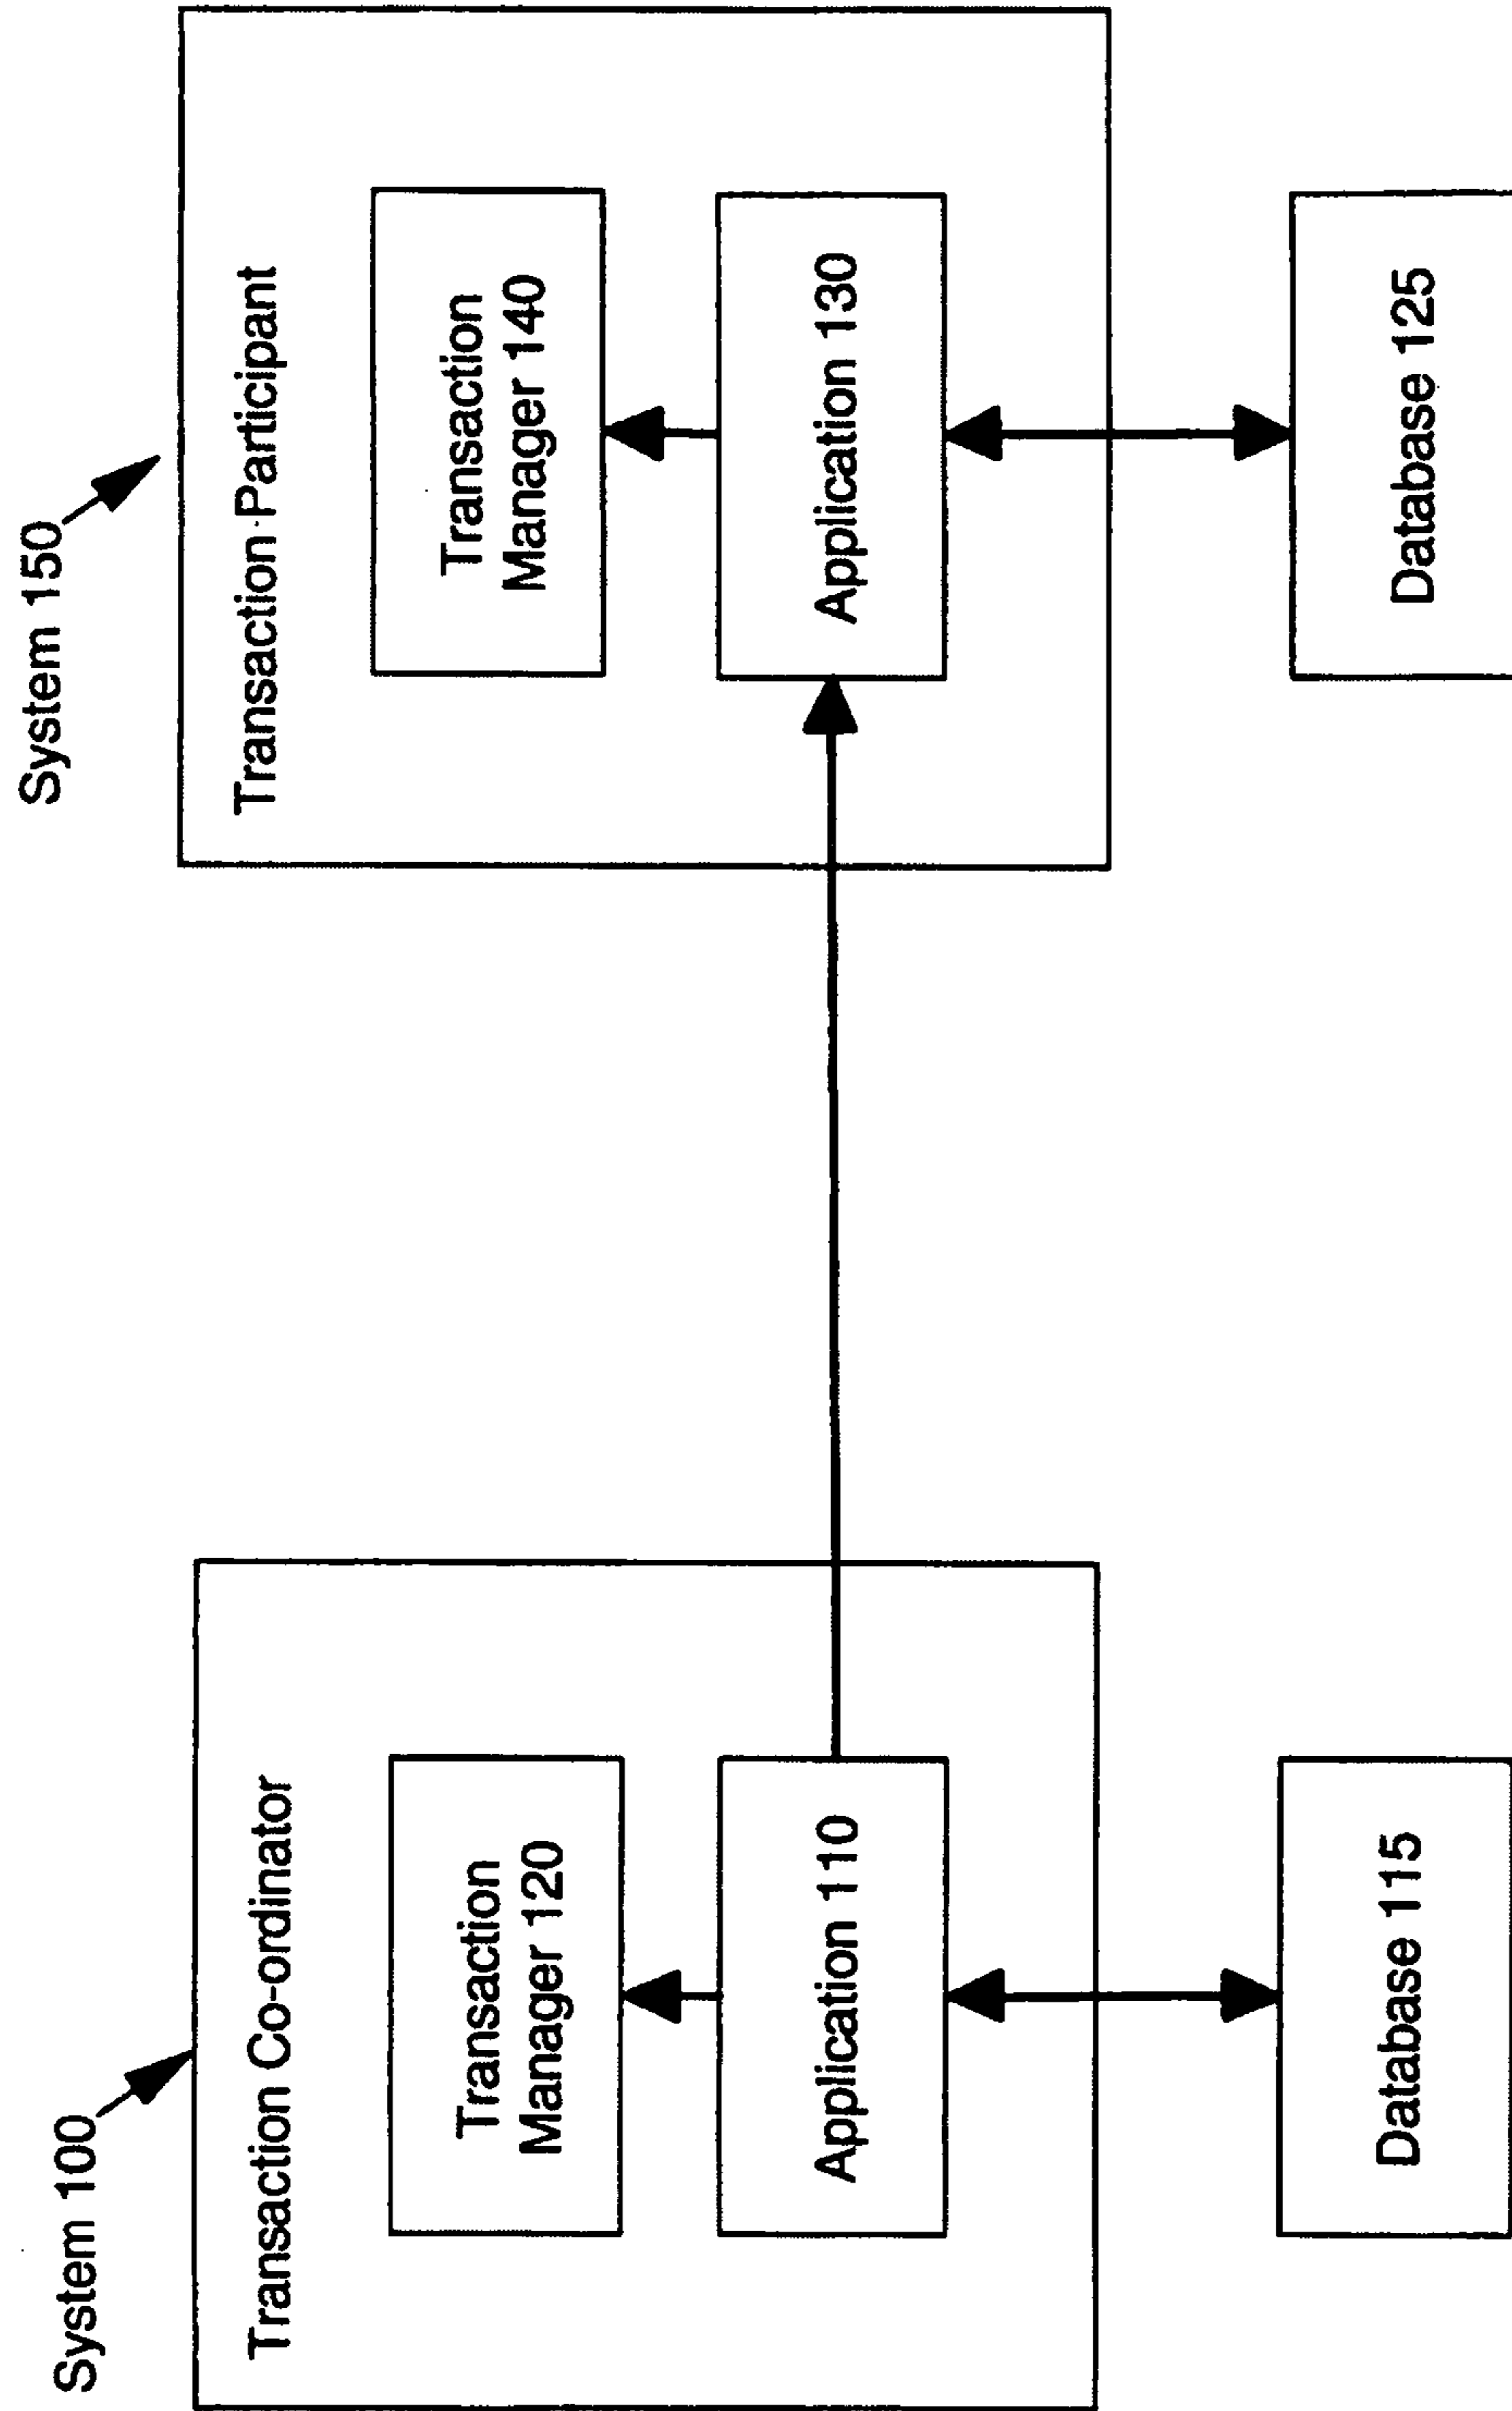 System 100
Transaction Co-ordinator
Transaction
Manager 120
Application 110
Database 115
System 150
Transaction Participant
Transaction
Manager 140
Application 130
Database 125